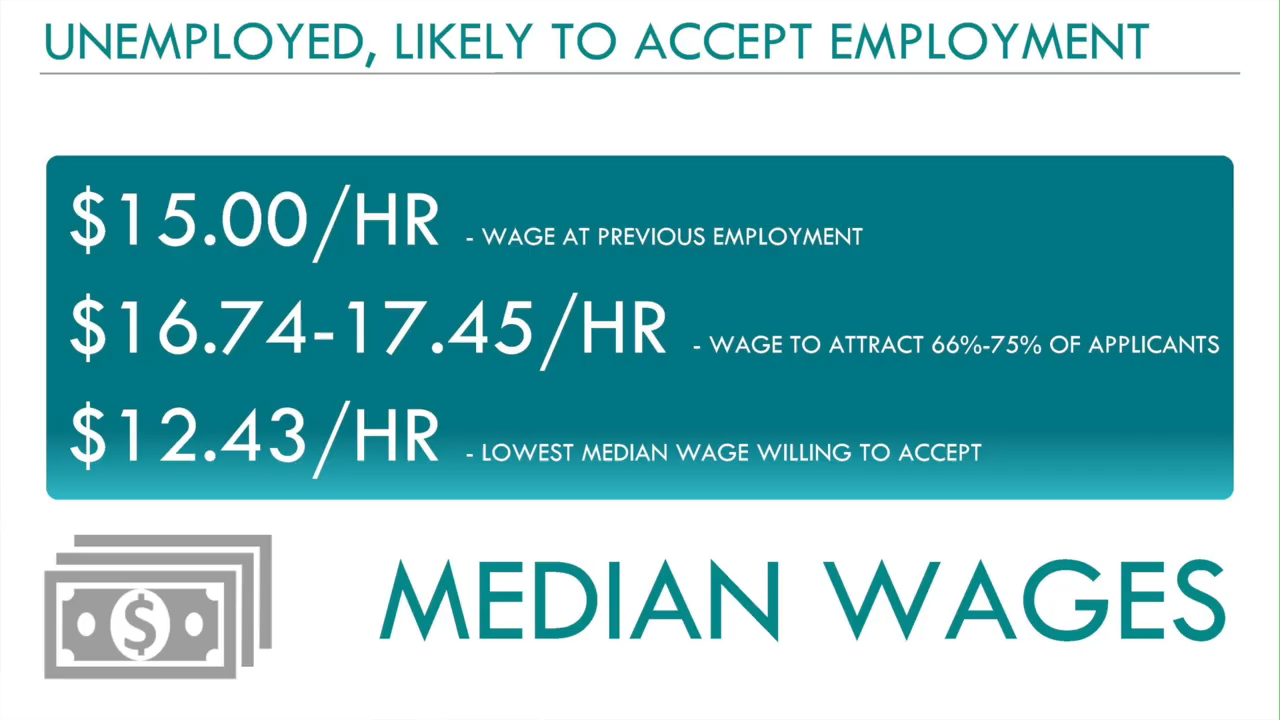 UNEMPLOYED, LIKELY TO ACCEPT EMPLOYMENT
$15.00/HR - WAGE AT PREVIOUS EMPLOYMENT
$16.74-17.45/HR - WAGE TO ATTRACT 66%-75% OF APPLICANTS
$12.43/HR - LOWEST MEDIAN WAGE WILLING TO ACCEPT
$
MEDIAN WAGES